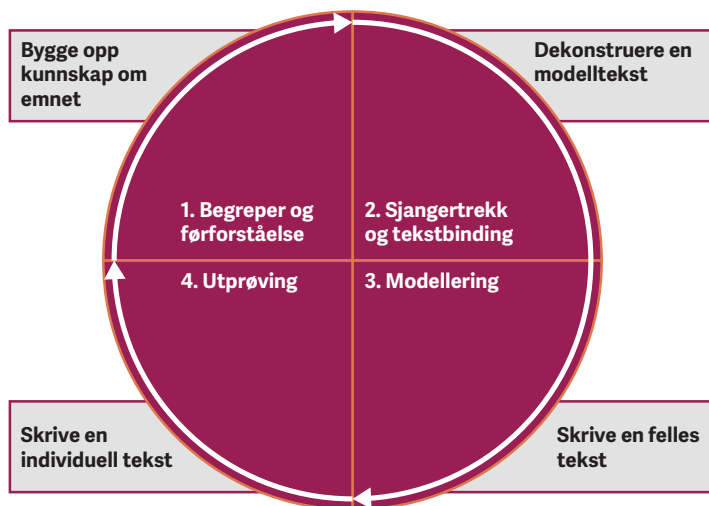 Bygge opp
kunnskap om
emnet
Dekonstruere en
modelltekst
1. Begreper og
førforståelse
2. Sjangertrekk
og tekstbinding
4. Utprøving
3. Modellering
Skrive en
individuell tekst
Skrive en felles
tekst